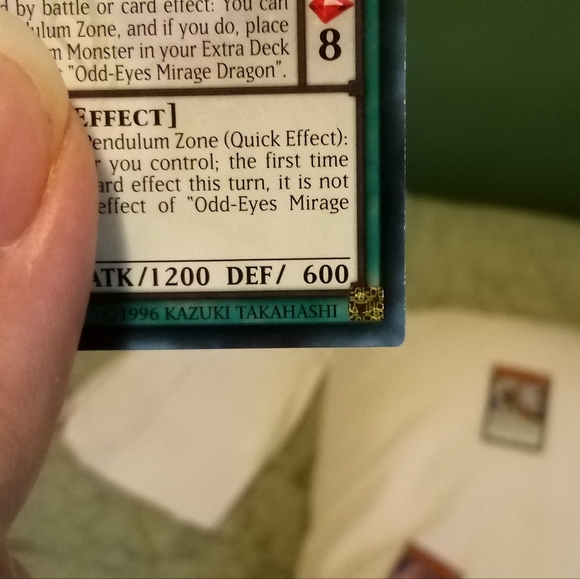 d by battle or card effect: You can
ulum Zone, and if you do, place
m Monster in your Extra Deck
"Odd-Eyes Mirage Dragon".
8
EFFECT]
Pendulum Zone (Quick Effect):
r you control; the first time
ard effect this turn, it is not
effect of "Odd-Eyes Mirage
ATK/1200 DEF/ 600
©1996 KAZUKI TAKAHASHI